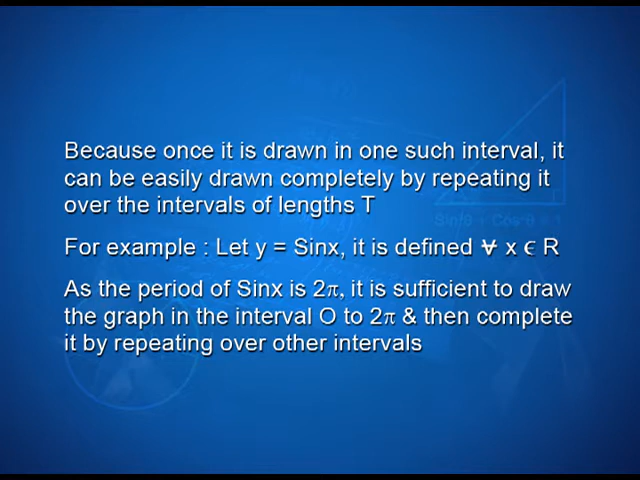 Because once it is drawn in one such interval, it
can be easily drawn completely by repeating it
over the intervals of lengths T
For example : Let y = Sinx, it is defined ∀ x ∈ R
As the period of Sinx is 2π, it is sufficient to draw
the graph in the interval O to 2π & then complete
it by repeating over other intervals